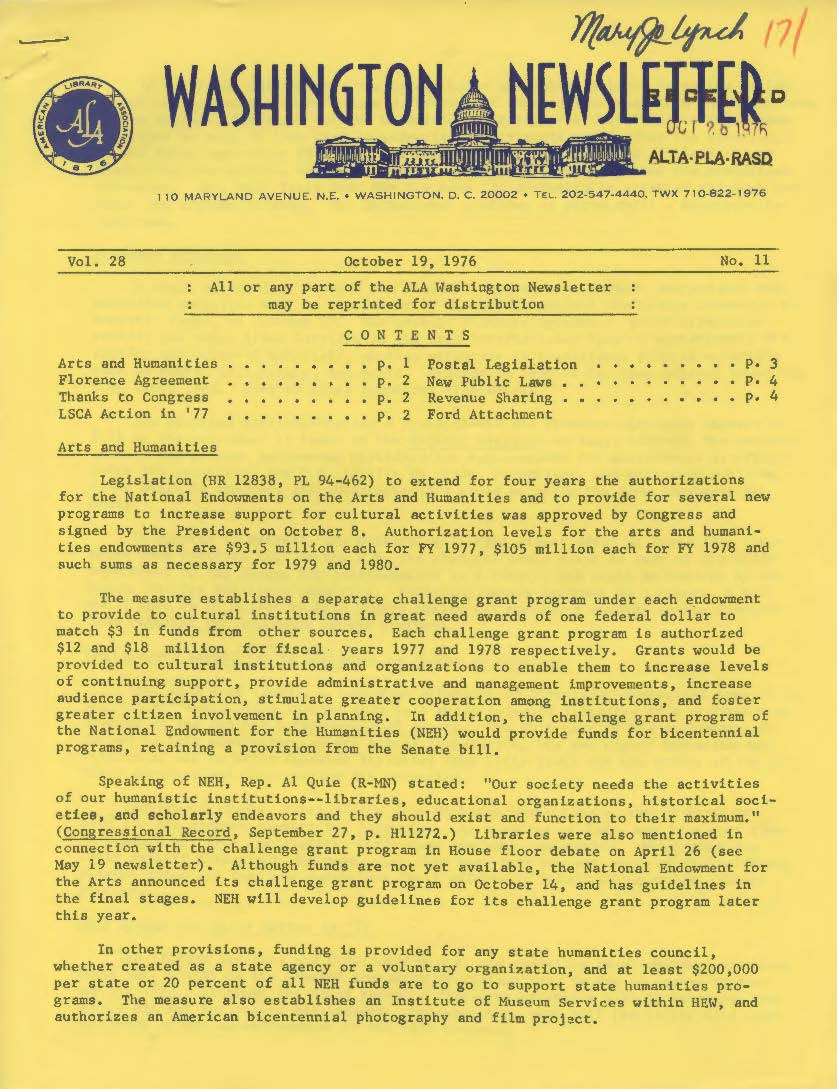 Mary Jo Lynch 171
AMERICAN LIBRARY ASSOCIATION
ALA
1876
WASHINGTON NEWSLETTER
RECEIVED
OCT 26 1976
ALTA-PLA-RASD
110 MARYLAND AVENUE, N.E. • WASHINGTON, D. C. 20002 • TEL. 202-547-4440, TWX 710-822-1976
Vol. 28 October 19, 1976 No. 11
: All or any part of the ALA Washington Newsletter :
: may be reprinted for distribution :
C O N T E N T S
Arts and Humanities . . . . . . . . . p. 1 Postal Legislation . . . . . . . . . p. 3
Florence Agreement . . . . . . . . . p. 2 New Public Laws . . . . . . . . . . . p. 4
Thanks to Congress . . . . . . . . . p. 2 Revenue Sharing . . . . . . . . . . . p. 4
LSCA Action in '77 . . . . . . . . . p. 2 Ford Attachment
Arts and Humanities
Legislation (HR 12838, PL 94-462) to extend for four years the authorizations
for the National Endowments on the Arts and Humanities and to provide for several new
programs to increase support for cultural activities was approved by Congress and
signed by the President on October 8. Authorization levels for the arts and humani-
ties endowments are $93.5 million each for FY 1977, $105 million each for FY 1978 and
such sums as necessary for 1979 and 1980.
The measure establishes a separate challenge grant program under each endowment
to provide to cultural institutions in great need awards of one federal dollar to
match $3 in funds from other sources. Each challenge grant program is authorized
$12 and $18 million for fiscal years 1977 and 1978 respectively. Grants would be
provided to cultural institutions and organizations to enable them to increase levels
of continuing support, provide administrative and management improvements, increase
audience participation, stimulate greater cooperation among institutions, and foster
greater citizen involvement in planning. In addition, the challenge grant program of
the National Endowment for the Humanities (NEH) would provide funds for bicentennial
programs, retaining a provision from the Senate bill.
Speaking of NEH, Rep. Al Quie (R-MN) stated: "Our society needs the activities
of our humanistic institutions--libraries, educational organizations, historical soci-
eties, and scholarly endeavors and they should exist and function to their maximum."
(Congressional Record, September 27, p. H11272.) Libraries were also mentioned in
connection with the challenge grant program in House floor debate on April 26 (see
May 19 newsletter). Although funds are not yet available, the National Endowment for
the Arts announced its challenge grant program on October 14, and has guidelines in
the final stages. NEH will develop guidelines for its challenge grant program later
this year.
In other provisions, funding is provided for any state humanities council,
whether created as a state agency or a voluntary organization, and at least $200,000
per state or 20 percent of all NEH funds are to go to support state humanities pro-
grams. The measure also establishes an Institute of Museum Services within HEW, and
authorizes an American bicentennial photography and film project.